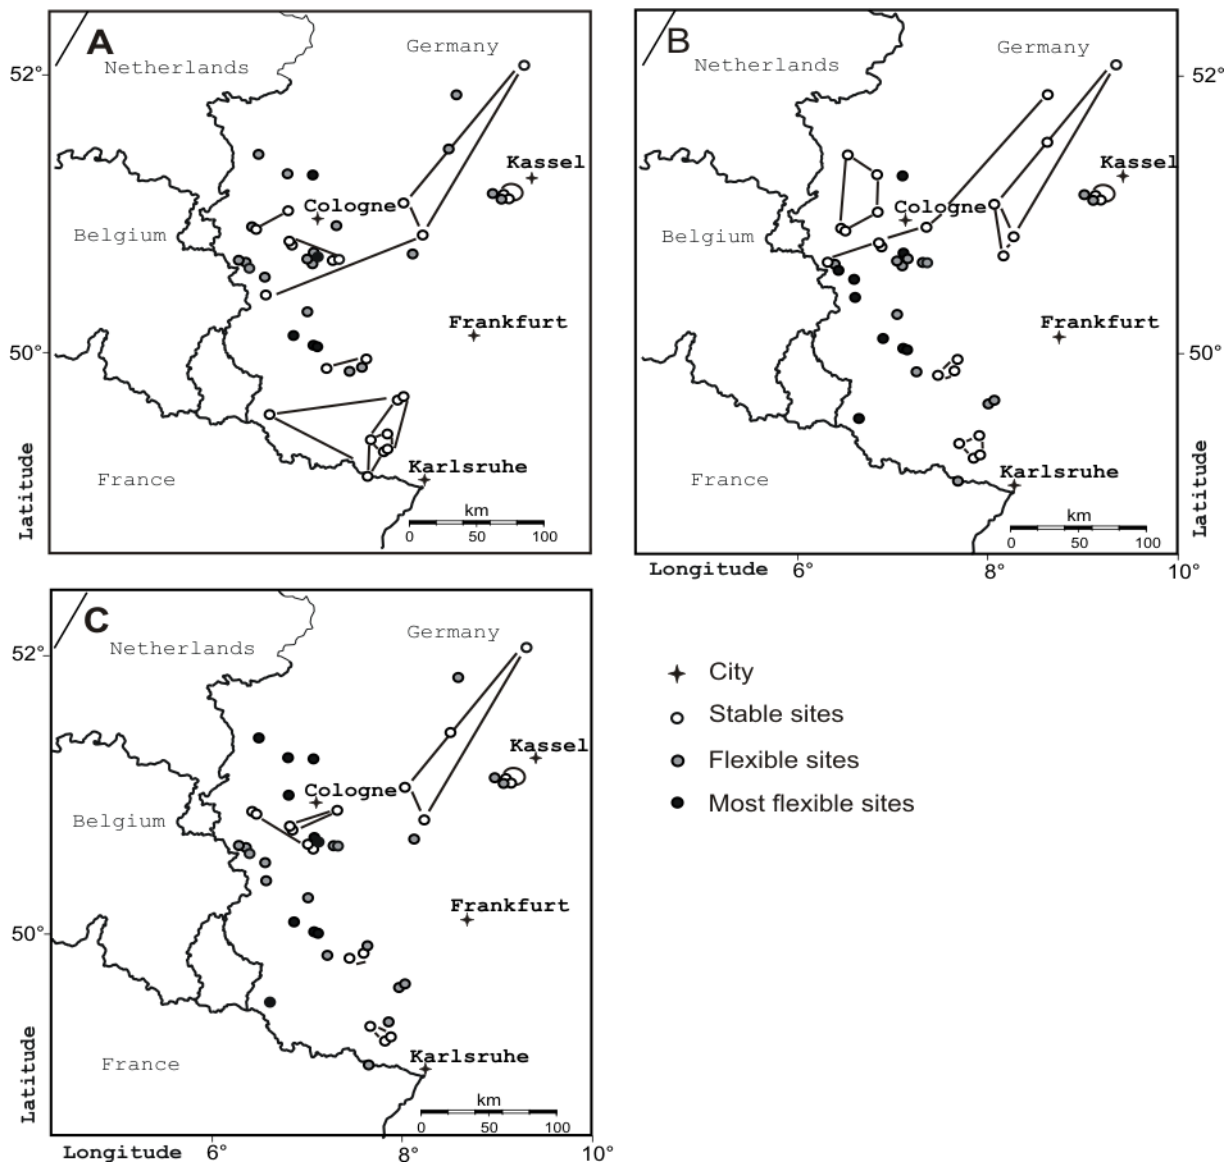 A
Germany
Netherlands
52°
Kassel
Cologne
Belgium
Frankfurt
50°
Karlsruhe
France
Latitude
km
0 50 100
B
Germany
Netherlands
52°
Kassel
Cologne
Belgium
Frankfurt
50°
Karlsruhe
France
Latitude
km
0 50 100
Longitude 6° 8° 10°
C
Germany
Netherlands
52°
Kassel
Cologne
Belgium
Frankfurt
50°
Karlsruhe
France
Latitude
km
0 50 100
Longitude 6° 8° 10°
City
Stable sites
Flexible sites
Most flexible sites